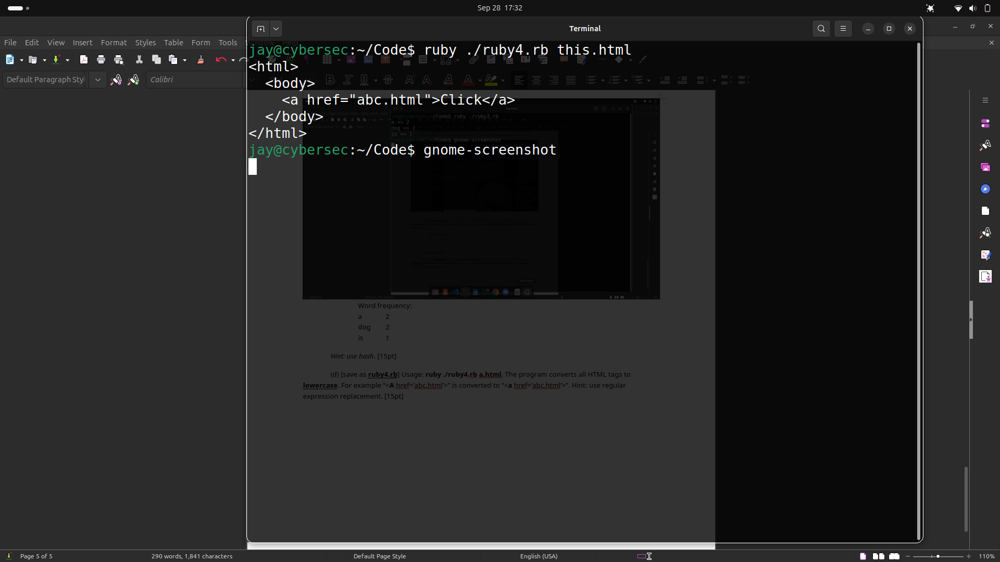 Sep 28 17:32
Terminal
File Edit View Insert Format Styles Table Form Tools Window Help
jay@cybersec:~/Code$ ruby ./ruby4.rb this.html
<html>
<body>
<a href="abc.html">Click</a>
</body>
</html>
jay@cybersec:~/Code$ gnome-screenshot
Default Paragraph Styl
Calibri
Terminal
jay@cybersec:~/Code$ ruby ./ruby3.rb
a => 2
dog => 2
is => 1
jay@cybersec:~/Code$ gnome-screenshot
Word frequency:
a 2
dog 2
is 1
Hint: use hash. [15pt]
(d) [save as ruby4.rb] Usage: ruby ./ruby4.rb a.html. The program converts all HTML tags to
lowercase. For example “<A href=’abc.html’>” is converted to “<a href=’abc.html’>”. Hint: use regular
expression replacement. [15pt]
Page 5 of 5
290 words, 1,841 characters
Default Page Style
English (USA)
110%